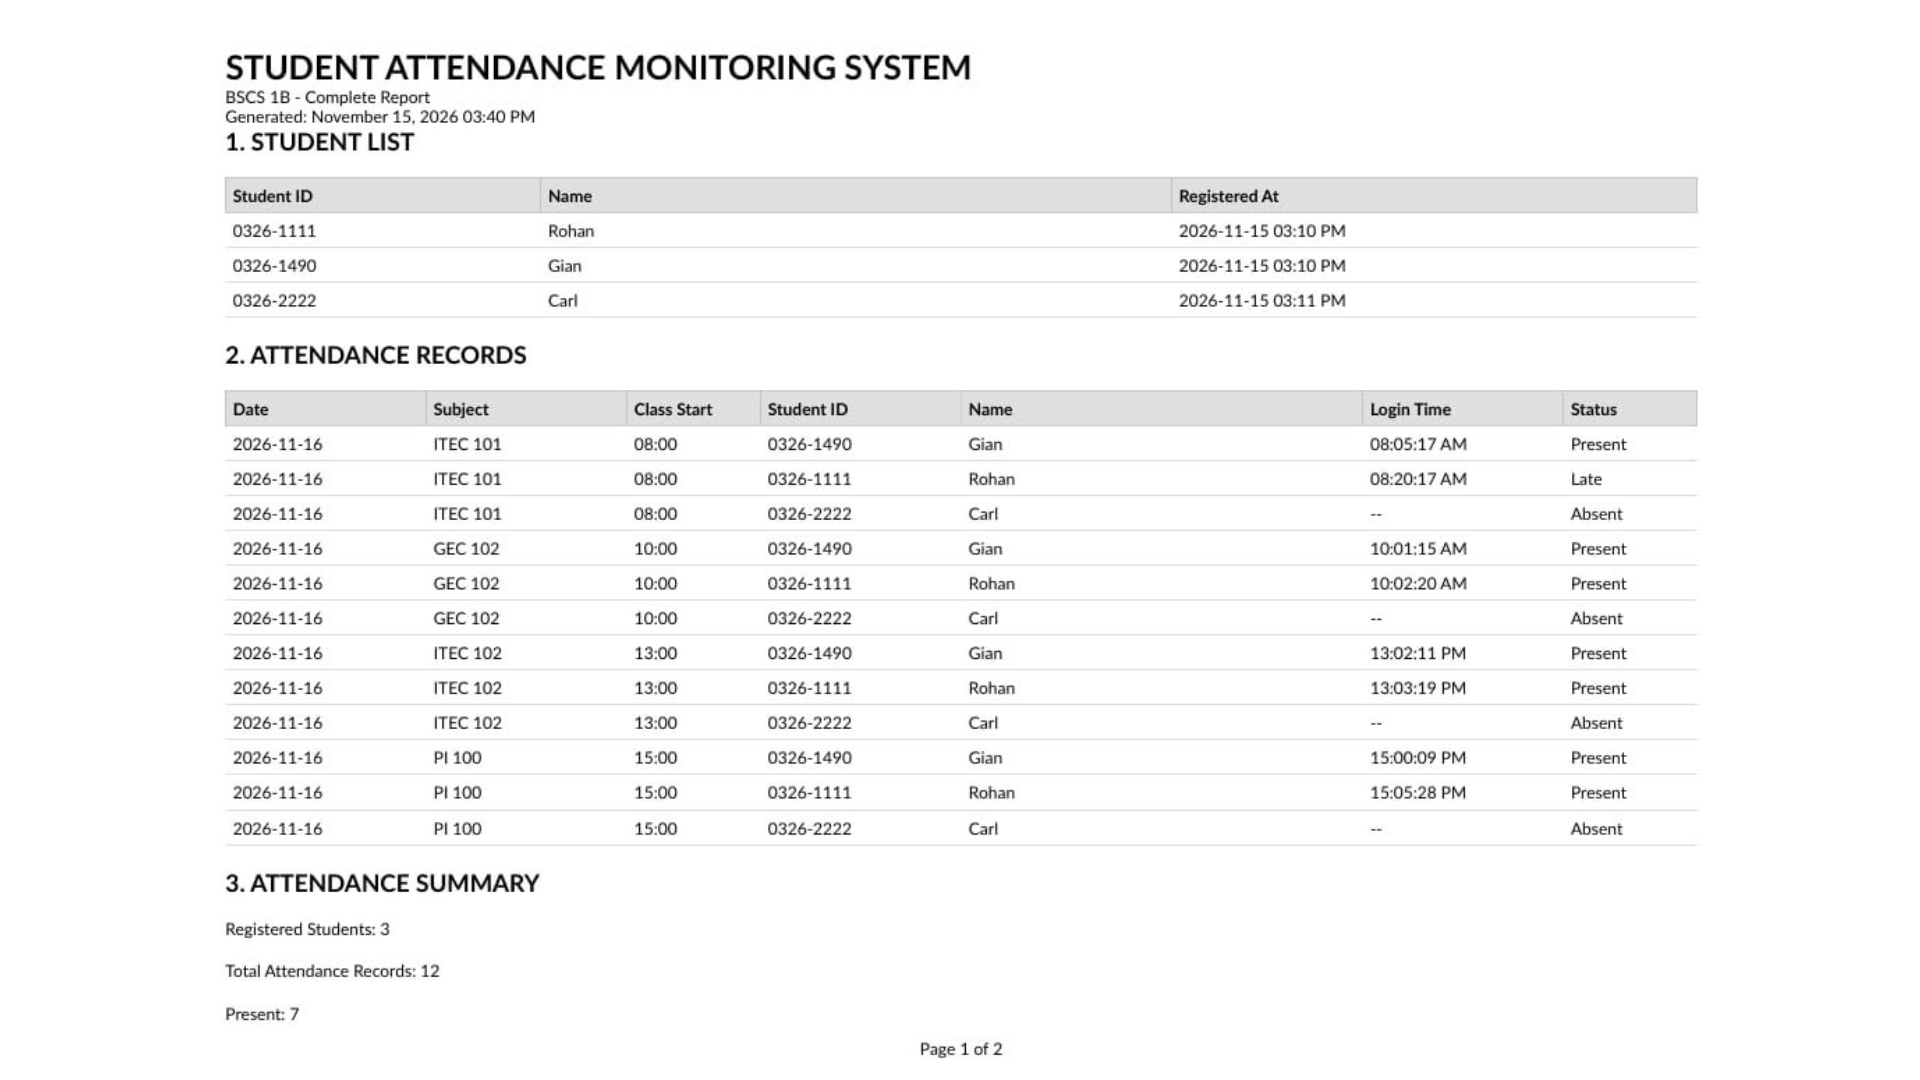 STUDENT ATTENDANCE MONITORING SYSTEM
BSCS 1B - Complete Report
Generated: November 15, 2026 03:40 PM
1. STUDENT LIST
Student ID Name Registered At
0326-1111 Rohan 2026-11-15 03:10 PM
0326-1490 Gian 2026-11-15 03:10 PM
0326-2222 Carl 2026-11-15 03:11 PM
2. ATTENDANCE RECORDS
Date Subject Class Start Student ID Name Login Time Status
2026-11-16 ITEC 101 08:00 0326-1490 Gian 08:05:17 AM Present
2026-11-16 ITEC 101 08:00 0326-1111 Rohan 08:20:17 AM Late
2026-11-16 ITEC 101 08:00 0326-2222 Carl -- Absent
2026-11-16 GEC 102 10:00 0326-1490 Gian 10:01:15 AM Present
2026-11-16 GEC 102 10:00 0326-1111 Rohan 10:02:20 AM Present
2026-11-16 GEC 102 10:00 0326-2222 Carl -- Absent
2026-11-16 ITEC 102 13:00 0326-1490 Gian 13:02:11 PM Present
2026-11-16 ITEC 102 13:00 0326-1111 Rohan 13:03:19 PM Present
2026-11-16 ITEC 102 13:00 0326-2222 Carl -- Absent
2026-11-16 PI 100 15:00 0326-1490 Gian 15:00:09 PM Present
2026-11-16 PI 100 15:00 0326-1111 Rohan 15:05:28 PM Present
2026-11-16 PI 100 15:00 0326-2222 Carl -- Absent
3. ATTENDANCE SUMMARY
Registered Students: 3
Total Attendance Records: 12
Present: 7
Page 1 of 2